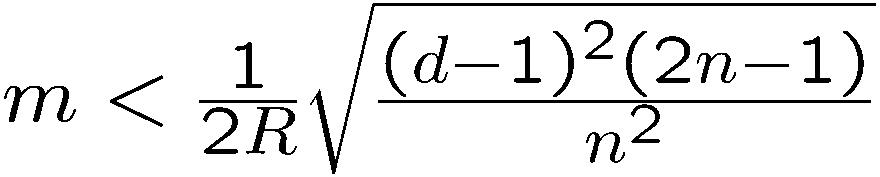 m < \frac{1}{2R} \sqrt{\frac{(d-1)^2(2n-1)}{n^2}}